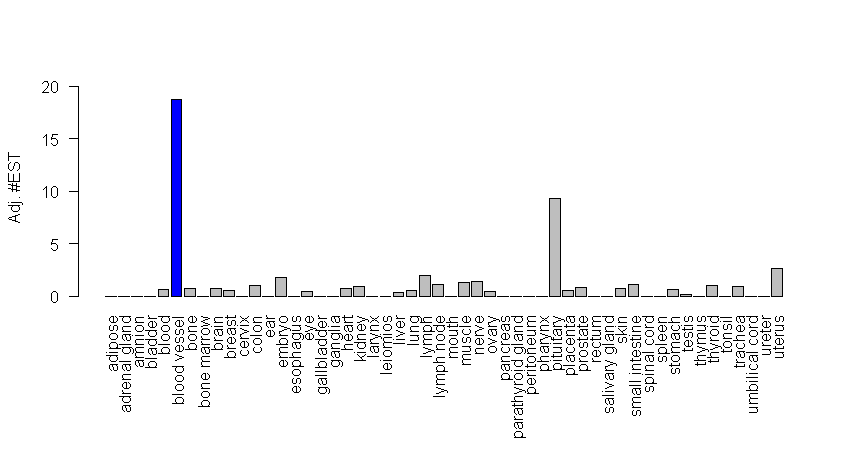 20
15
10
5
0
Adj. #EST
adipose
adrenal gland
amnion
bladder
blood
blood vessel
bone
bone marrow
brain
breast
cervix
colon
ear
embryo
esophagus
eye
gallbladder
ganglia
heart
kidney
larynx
leiomios
liver
lung
lymph
lymph node
mouth
muscle
nerve
ovary
pancreas
parathyroid gland
peritoneum
pharynx
pituitary
placenta
prostate
rectum
salivary gland
skin
small intestine
spinal cord
spleen
stomach
testis
thymus
thyroid
tonsil
trachea
umbilical cord
ureter
uterus